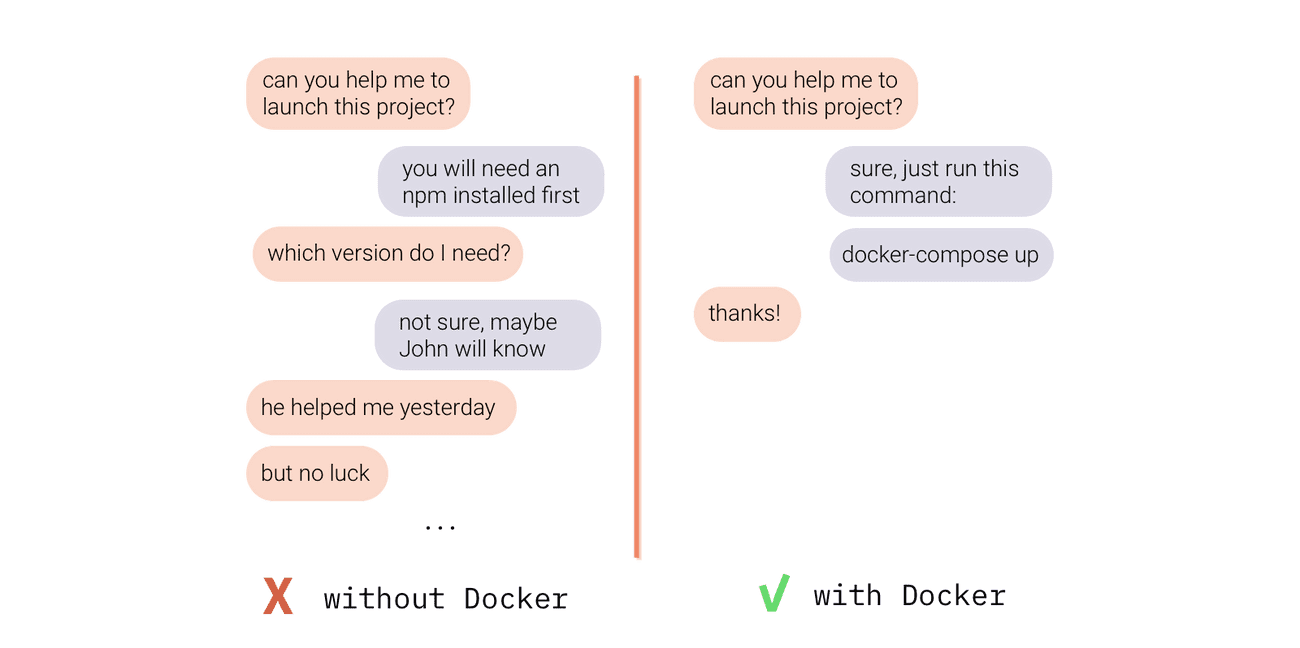 can you help me to
launch this project?
you will need an
npm installed first
which version do I need?
not sure, maybe
John will know
he helped me yesterday
but no luck
...
X without Docker
can you help me to
launch this project?
sure, just run this
command:
docker-compose up
thanks!
√ with Docker